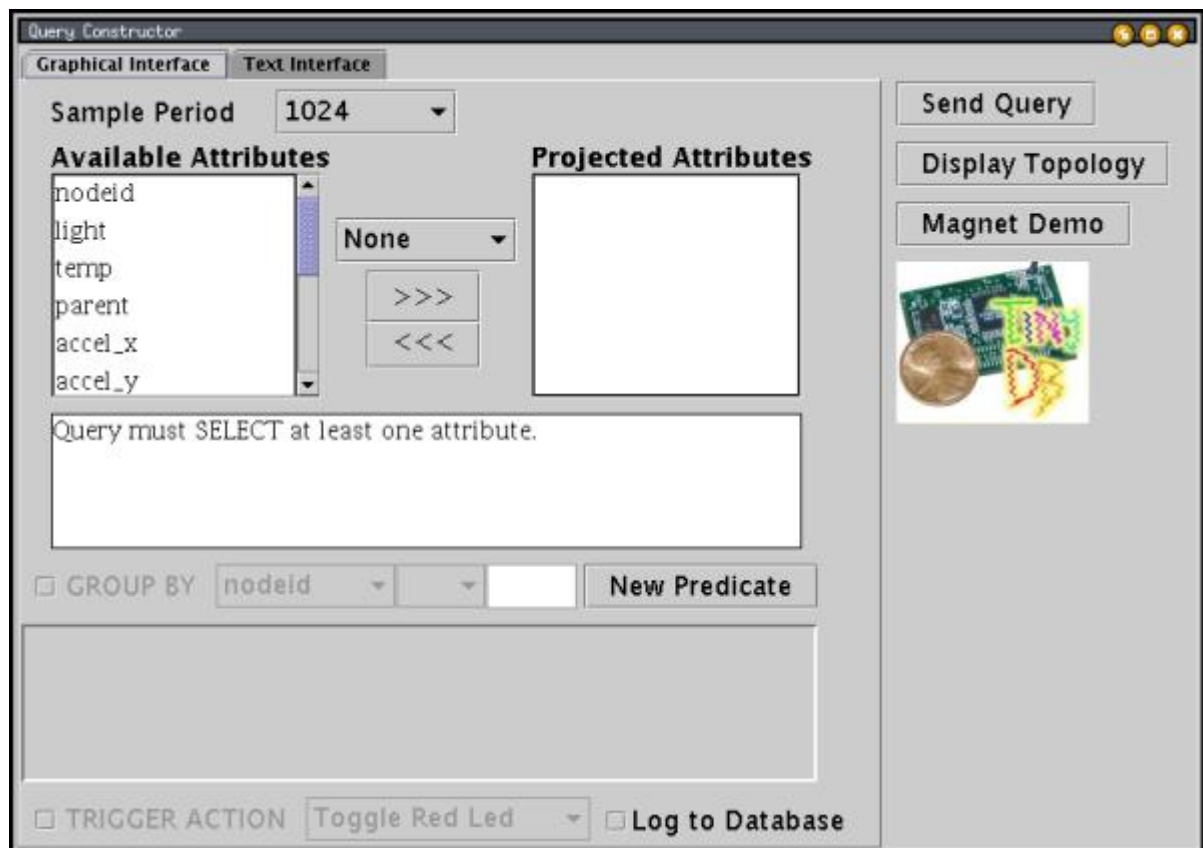 Query Constructor
Graphical Interface
Text Interface
Sample Period
1024
Send Query
Available Attributes
Projected Attributes
Display Topology
nodeid
light
temp
parent
accel_x
accel_y
None
>>>
<<<
Magnet Demo
Tiny
DB
Query must SELECT at least one attribute.
GROUP BY
nodeid
New Predicate
TRIGGER ACTION
Toggle Red Led
Log to Database